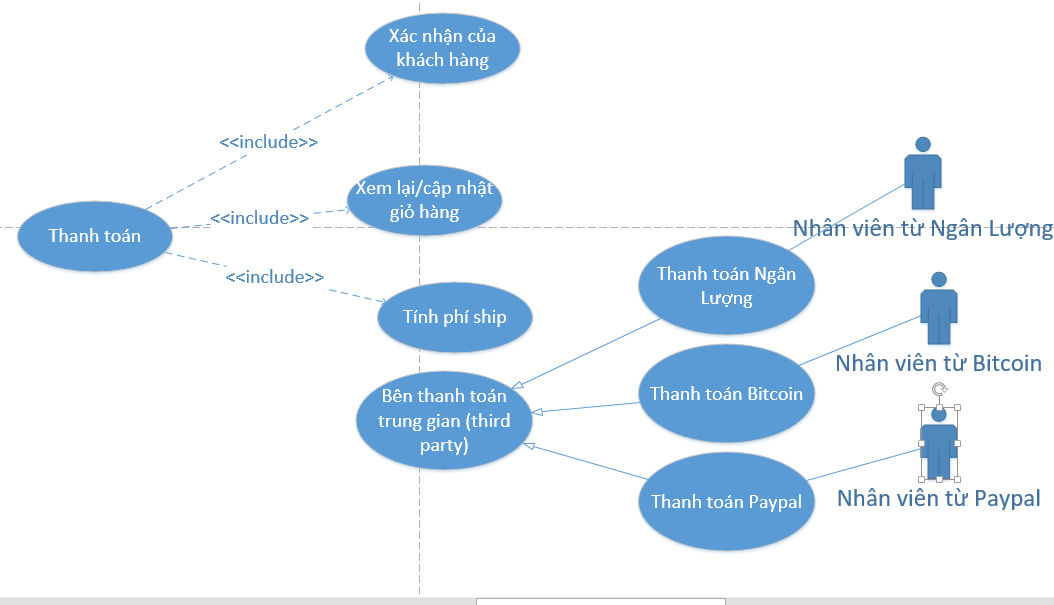 Xác nhận của
khách hàng
<<include>>
Xem lại/cập nhật
giỏ hàng
<<include>>
Thanh toán
<<include>>
Tính phí ship
Nhân viên từ Ngân Lượng
Thanh toán Ngân
Lượng
Nhân viên từ Bitcoin
Bên thanh toán
trung gian (third
party)
Thanh toán Bitcoin
Thanh toán Paypal
Nhân viên từ Paypal